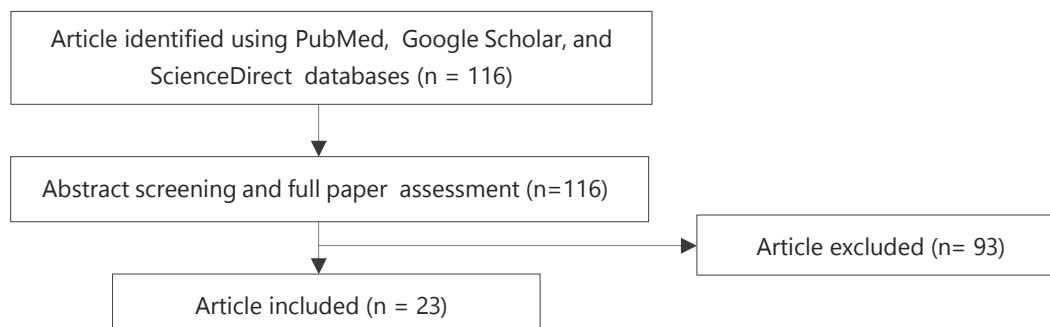 Article identified using PubMed, Google Scholar, and
ScienceDirect databases (n = 116)
Abstract screening and full paper assessment (n=116)
Article excluded (n= 93)
Article included (n = 23)